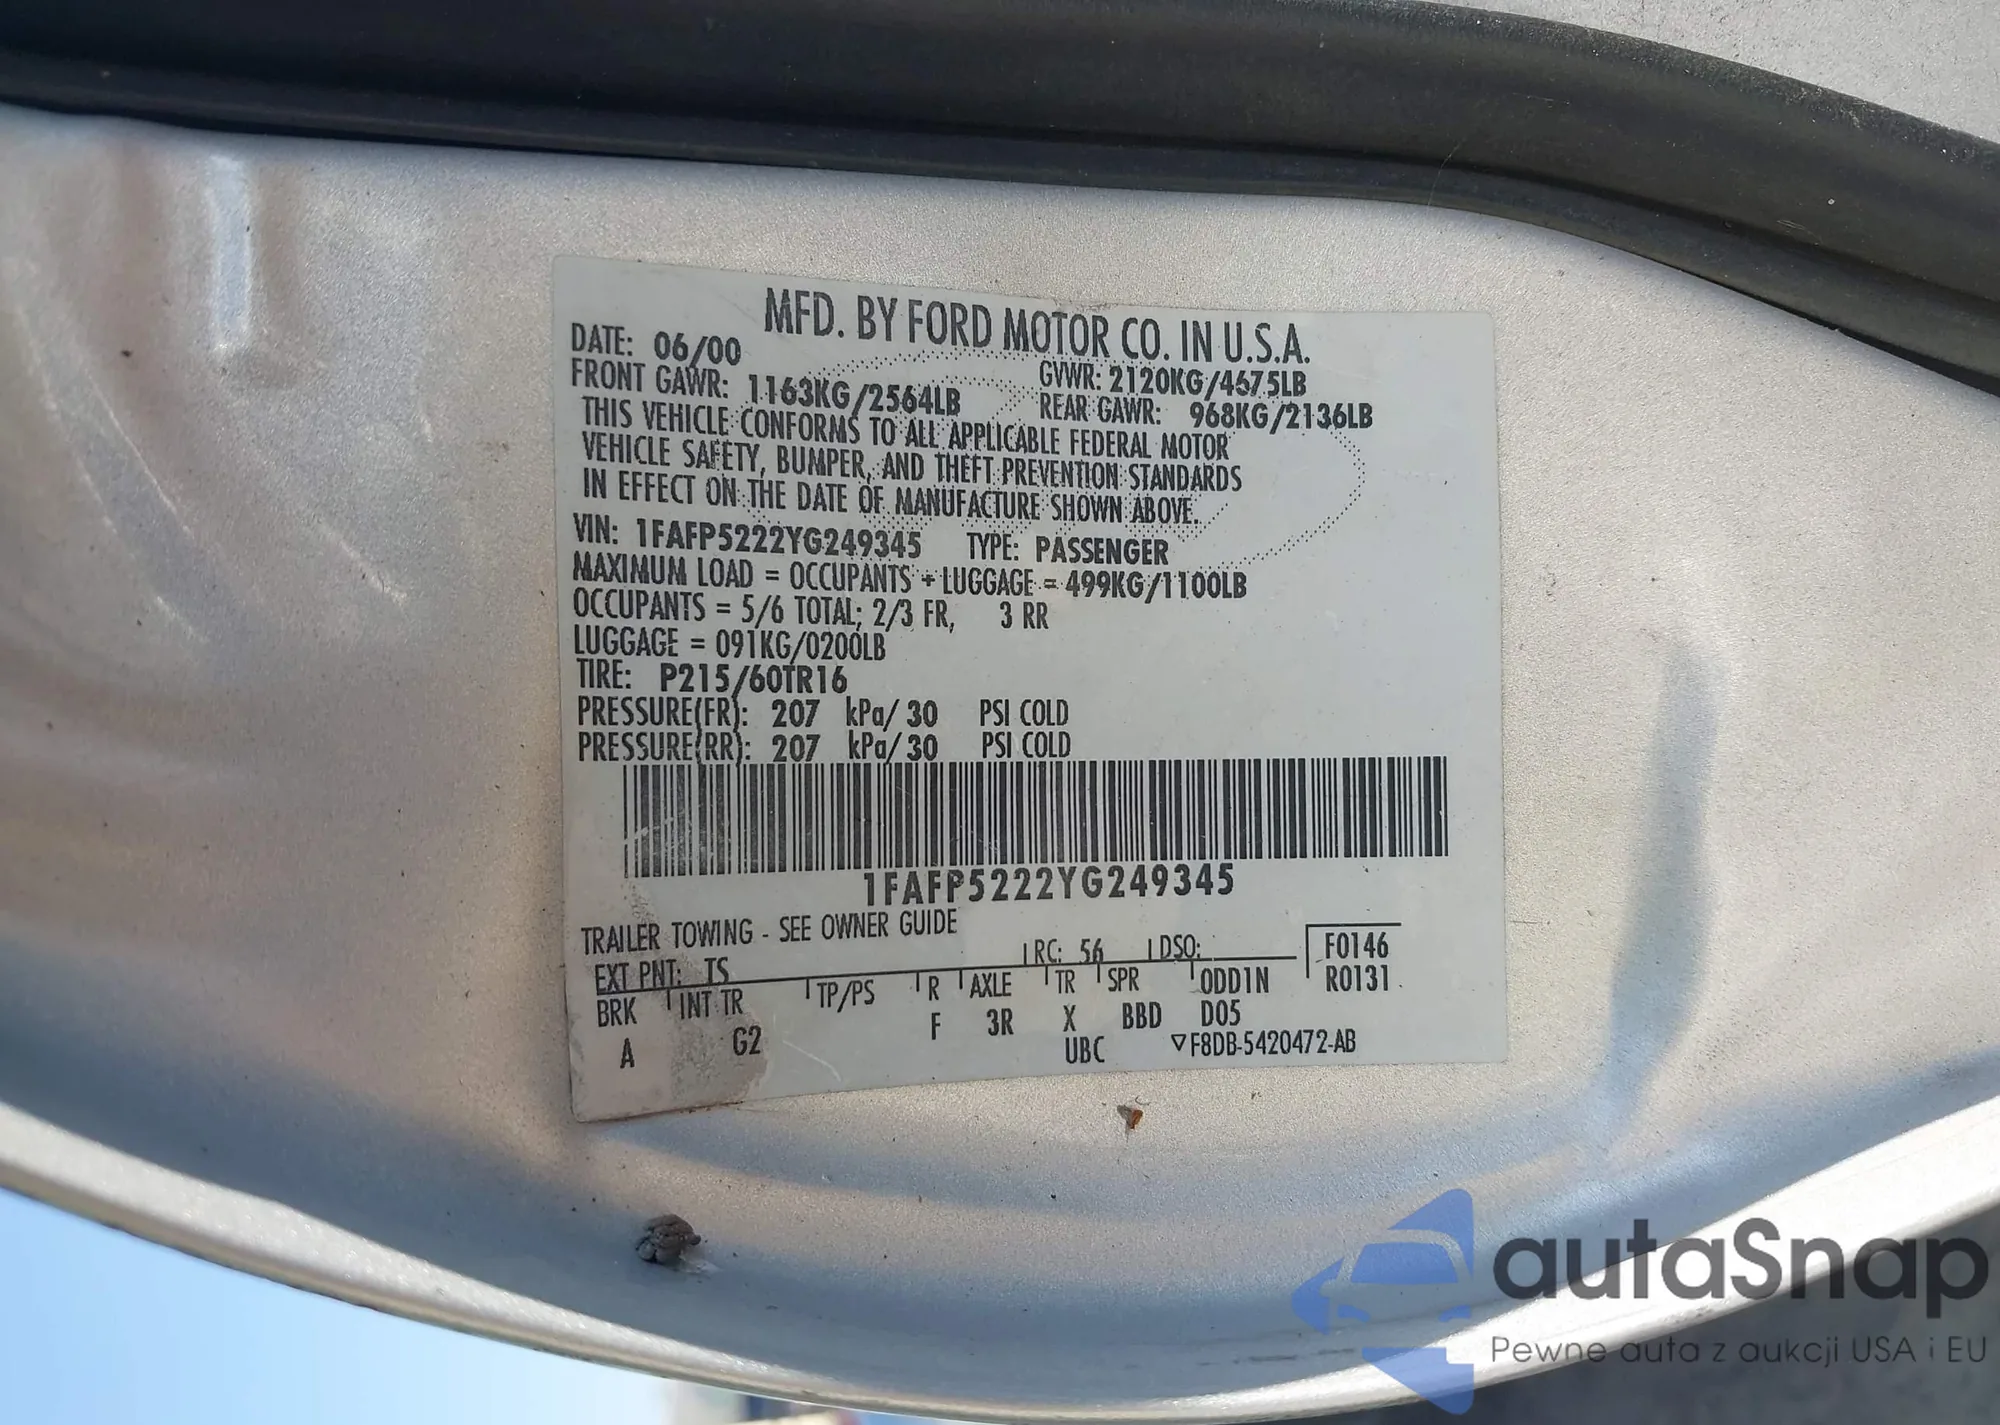 MFD. BY FORD MOTOR CO. IN U.S.A.
DATE: 06/00 GVWR: 2120KG/4675LB
FRONT GAWR: 1163KG/2564LB REAR GAWR: 968KG/2136LB
THIS VEHICLE CONFORMS TO ALL APPLICABLE FEDERAL MOTOR
VEHICLE SAFETY, BUMPER, AND THEFT PREVENTION STANDARDS
IN EFFECT ON THE DATE OF MANUFACTURE SHOWN ABOVE.
VIN: 1FAFP5222YG249345 TYPE: PASSENGER
MAXIMUM LOAD = OCCUPANTS + LUGGAGE = 499KG/1100LB
OCCUPANTS = 5/6 TOTAL; 2/3 FR, 3 RR
LUGGAGE = 091KG/0200LB
TIRE: P215/60TR16
PRESSURE(FR): 207 kPa/ 30 PSI COLD
PRESSURE(RR): 207 kPa/ 30 PSI COLD
1FAFP5222YG249345
TRAILER TOWING - SEE OWNER GUIDE
EXT PNT: TS RC: 56 DSO: F0146
BRK INT TR TP/PS R AXLE TR SPR ODD1N R0131
A G2 F 3R X BBD D05
UBC ▽F8DB-5420472-AB
autaSnap
Pewne auta z aukcji USA i EU